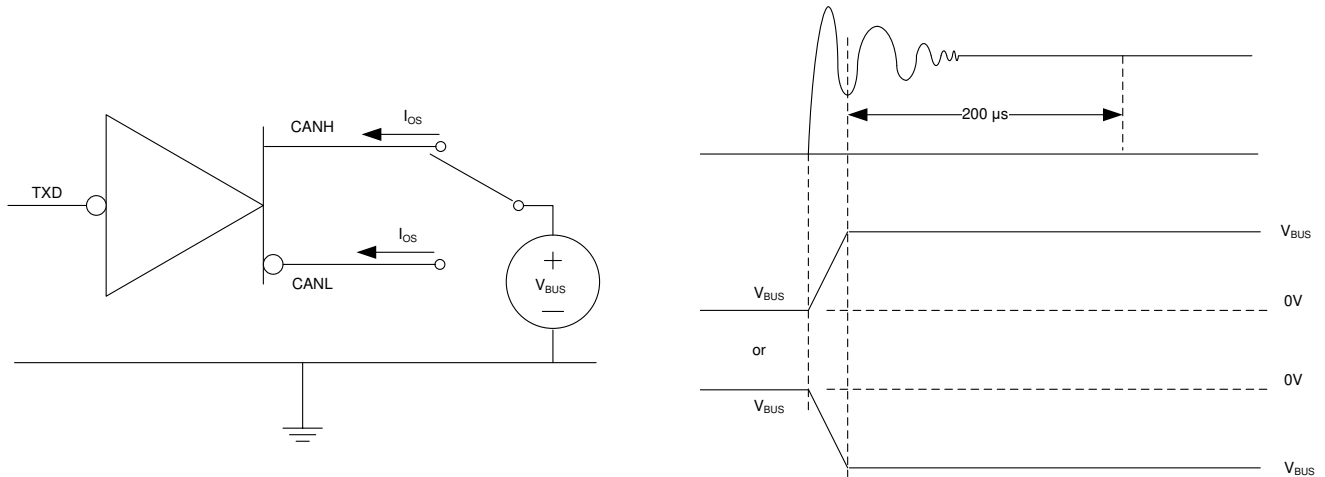 TXD
CANH
I_OS
I_OS
CANL
+
V_BUS
—
200 µs
V_BUS
V_BUS
0V
or
0V
V_BUS
V_BUS